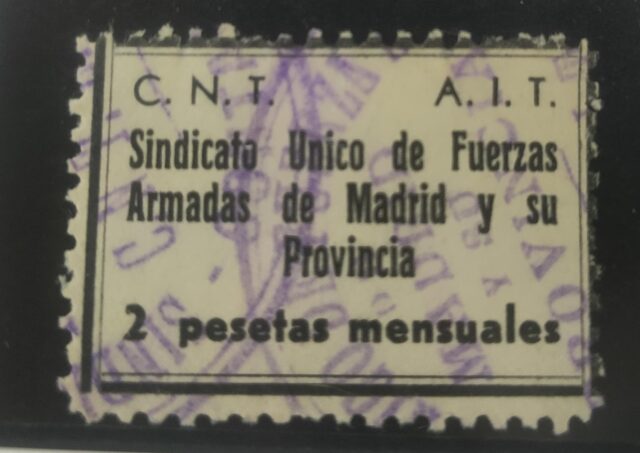 C. N. T. A. I. T.
Sindicato Unico de Fuerzas
Armadas de Madrid y su
Provincia
2 pesetas mensuales